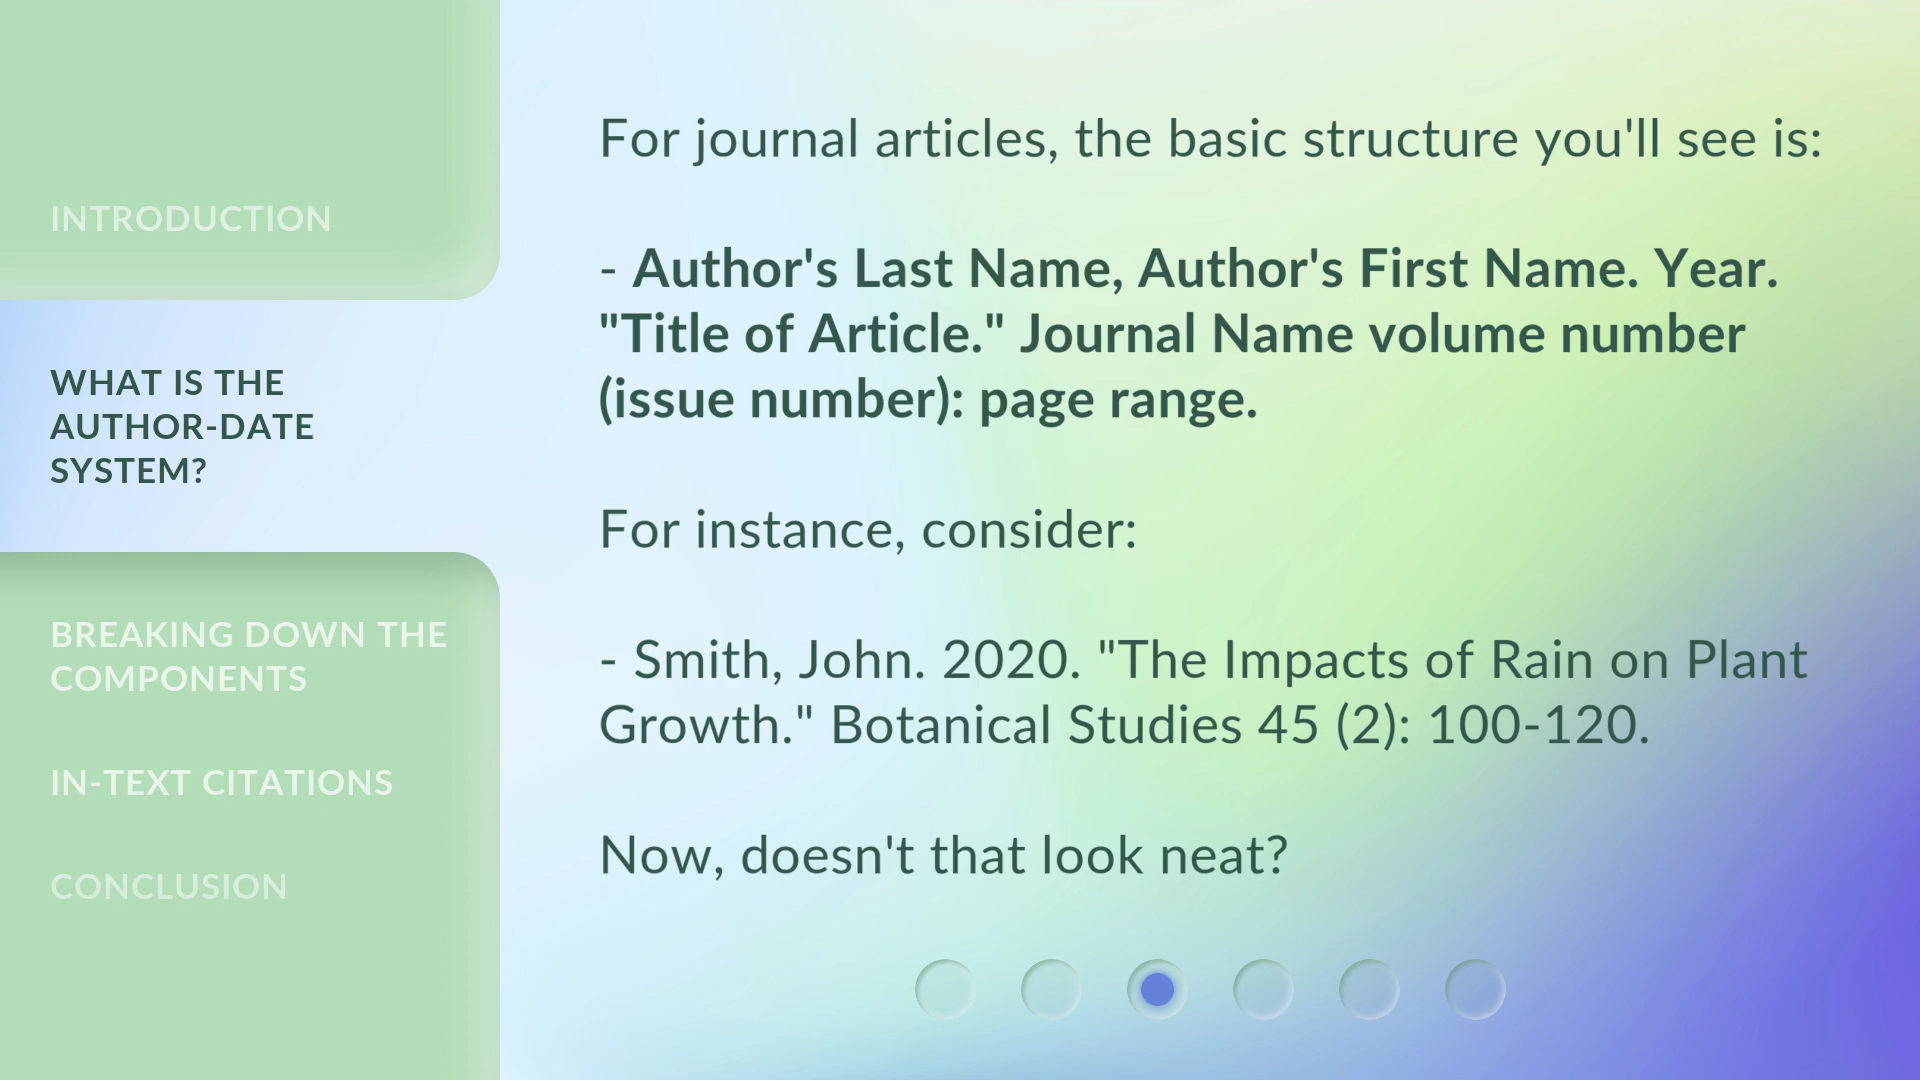 INTRODUCTION
WHAT IS THE
AUTHOR-DATE
SYSTEM?
BREAKING DOWN THE
COMPONENTS
IN-TEXT CITATIONS
CONCLUSION
For journal articles, the basic structure you'll see is:
- Author's Last Name, Author's First Name. Year.
"Title of Article." Journal Name volume number
(issue number): page range.
For instance, consider:
- Smith, John. 2020. "The Impacts of Rain on Plant
Growth." Botanical Studies 45 (2): 100-120.
Now, doesn't that look neat?